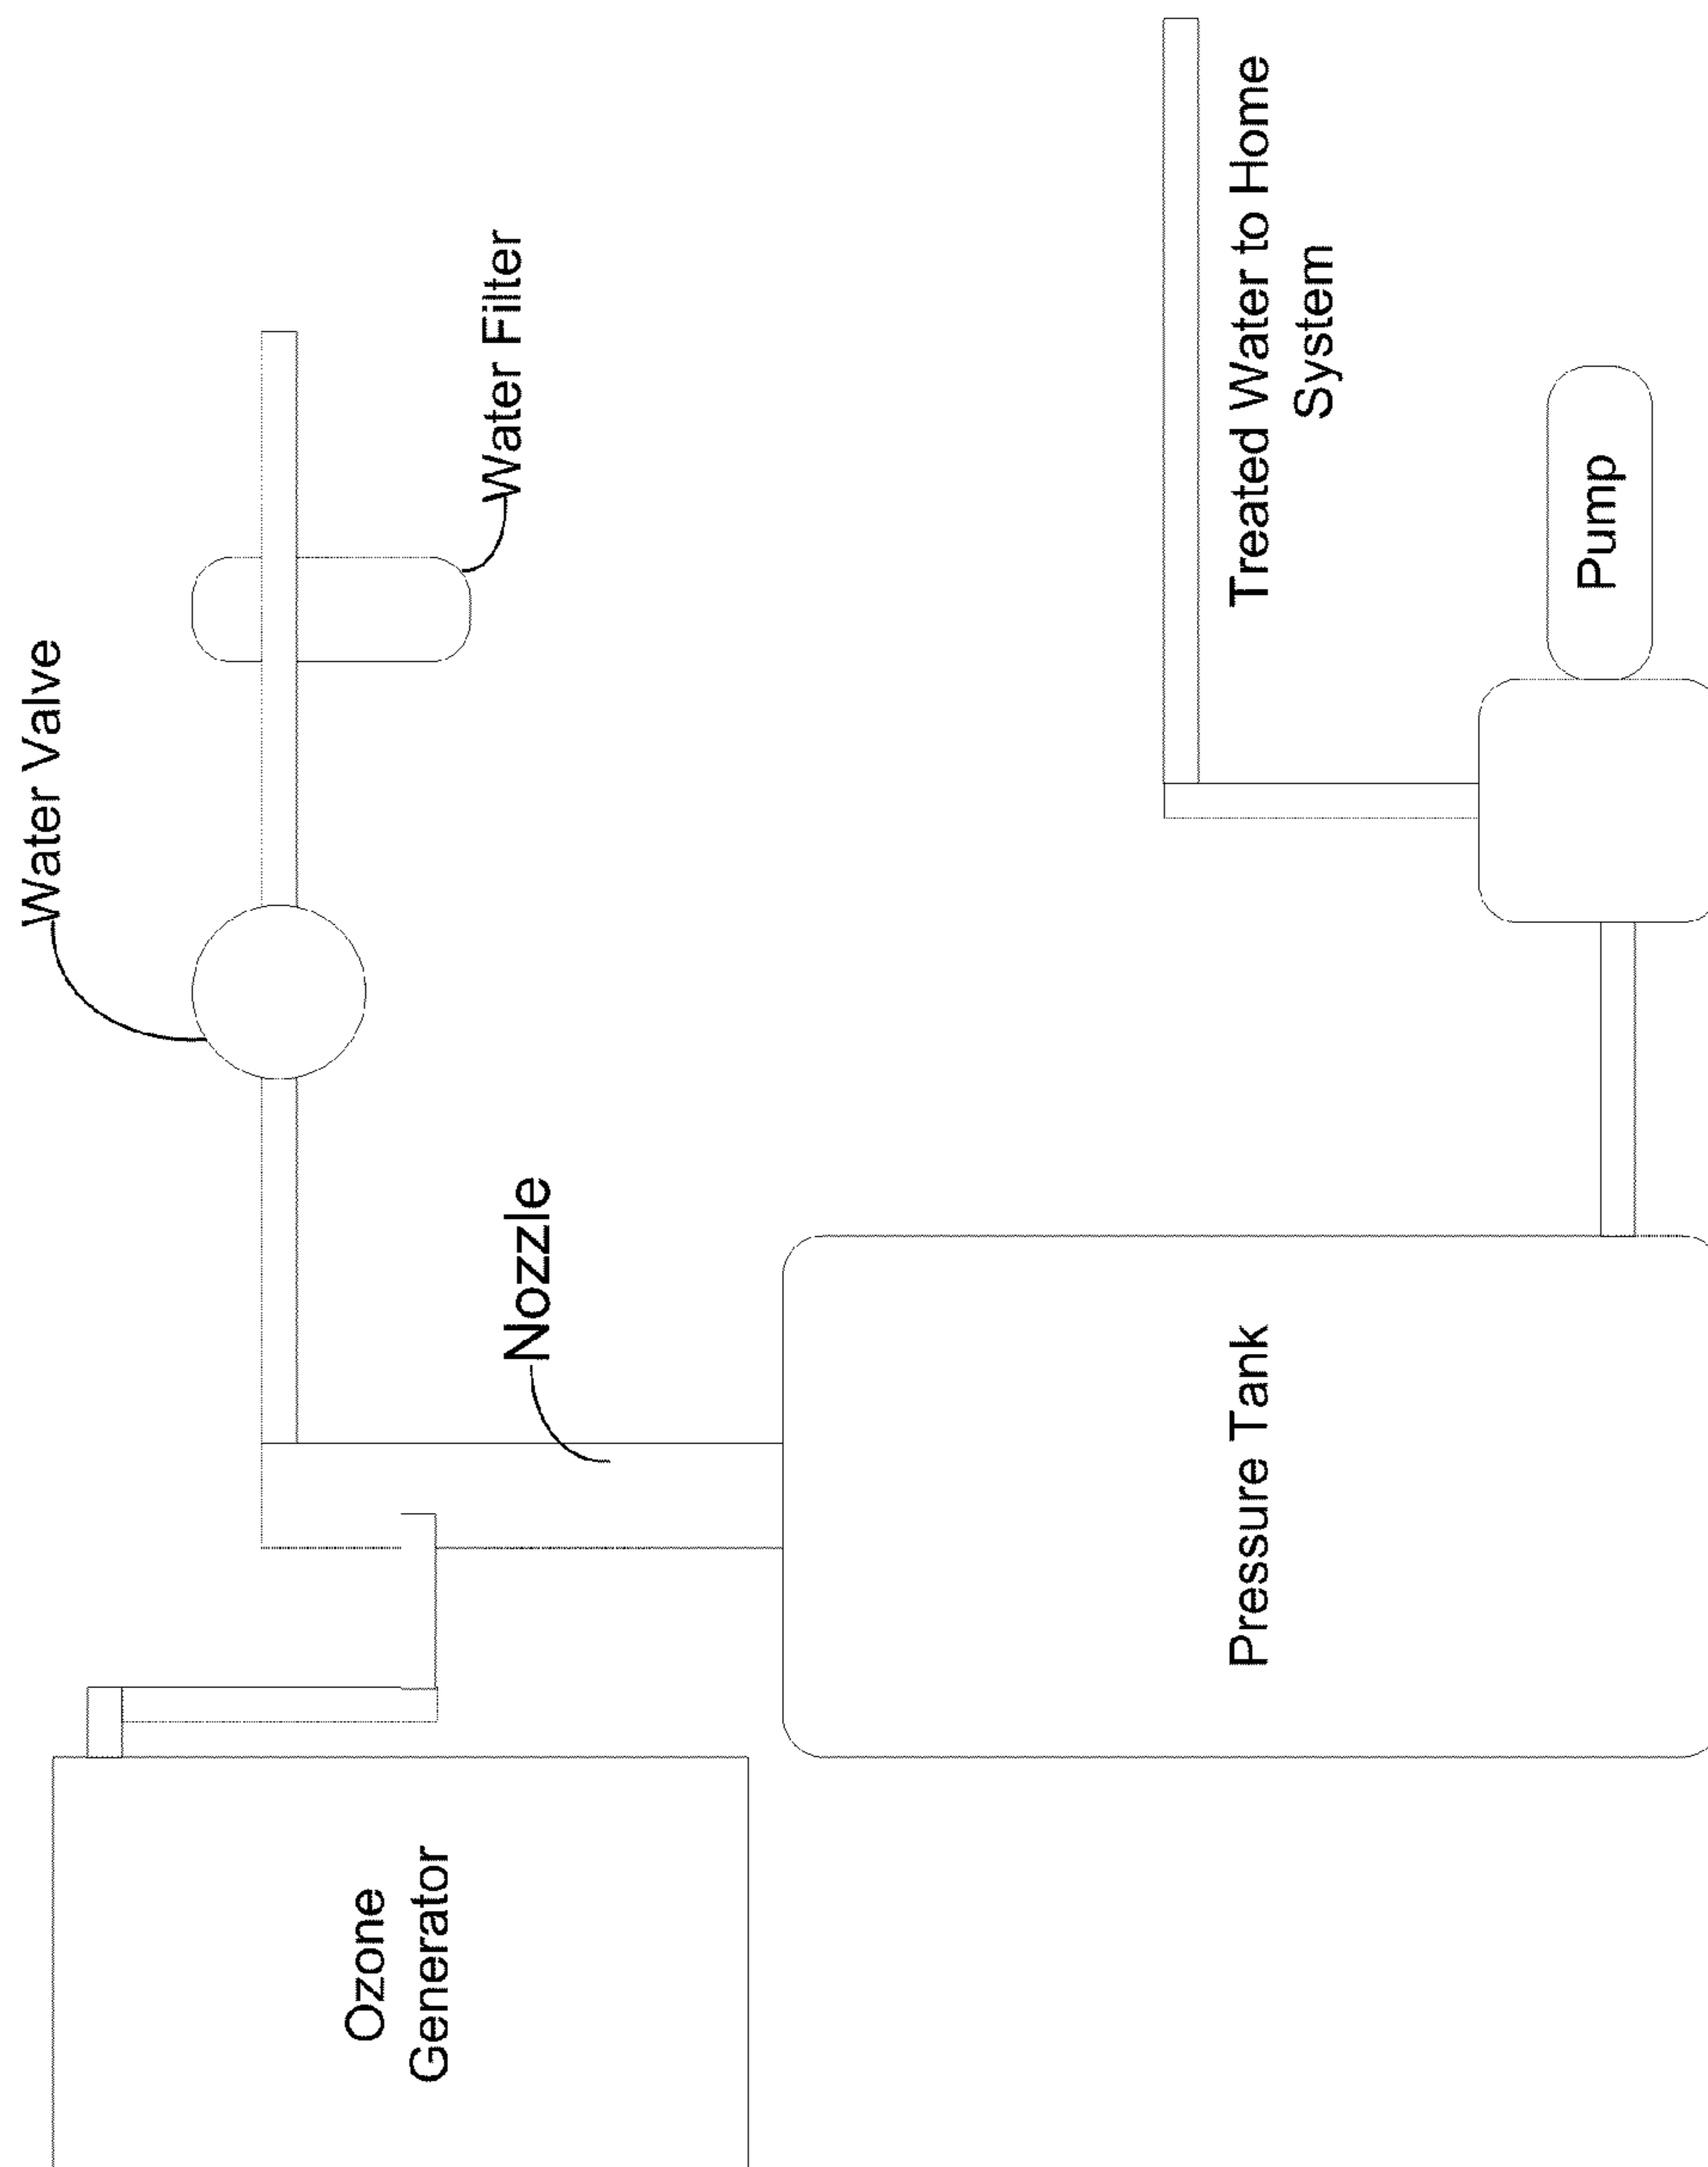 Water Valve
Water Filter
Nozzle
Ozone
Generator
Pressure Tank
Treated Water to Home
System
Pump